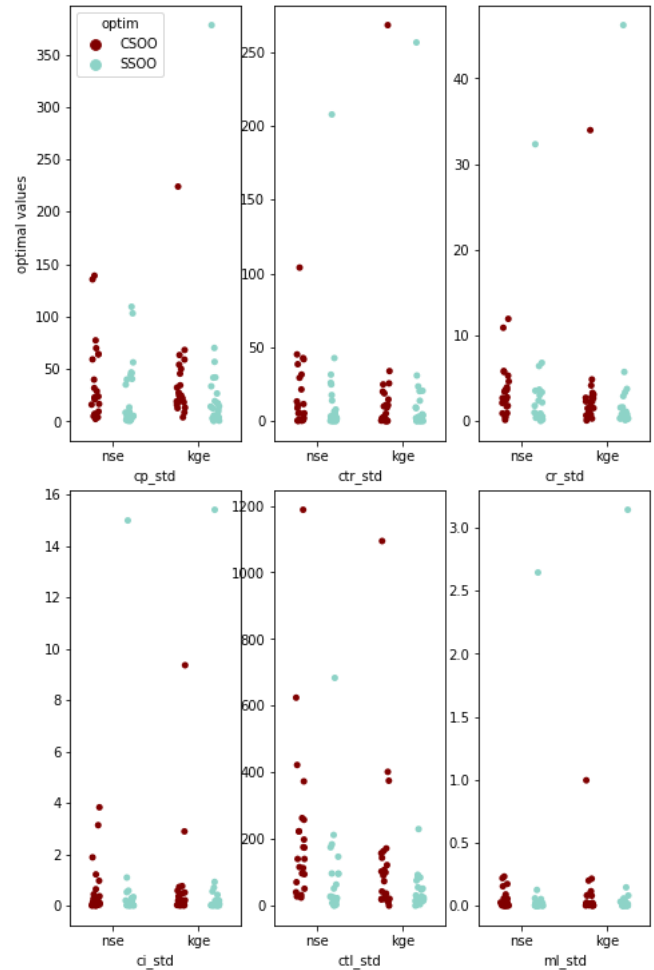 optim
CSOO
SSOO
optimal values
350
300
250
200
150
100
50
0
nse
kge
cp_std
250
200
150
100
50
0
nse
kge
ctr_std
40
30
20
10
0
nse
kge
cr_std
16
14
12
10
8
6
4
2
0
nse
kge
ci_std
1200
1000
800
600
400
200
0
nse
kge
ctl_std
3.0
2.5
2.0
1.5
1.0
0.5
0.0
nse
kge
ml_std